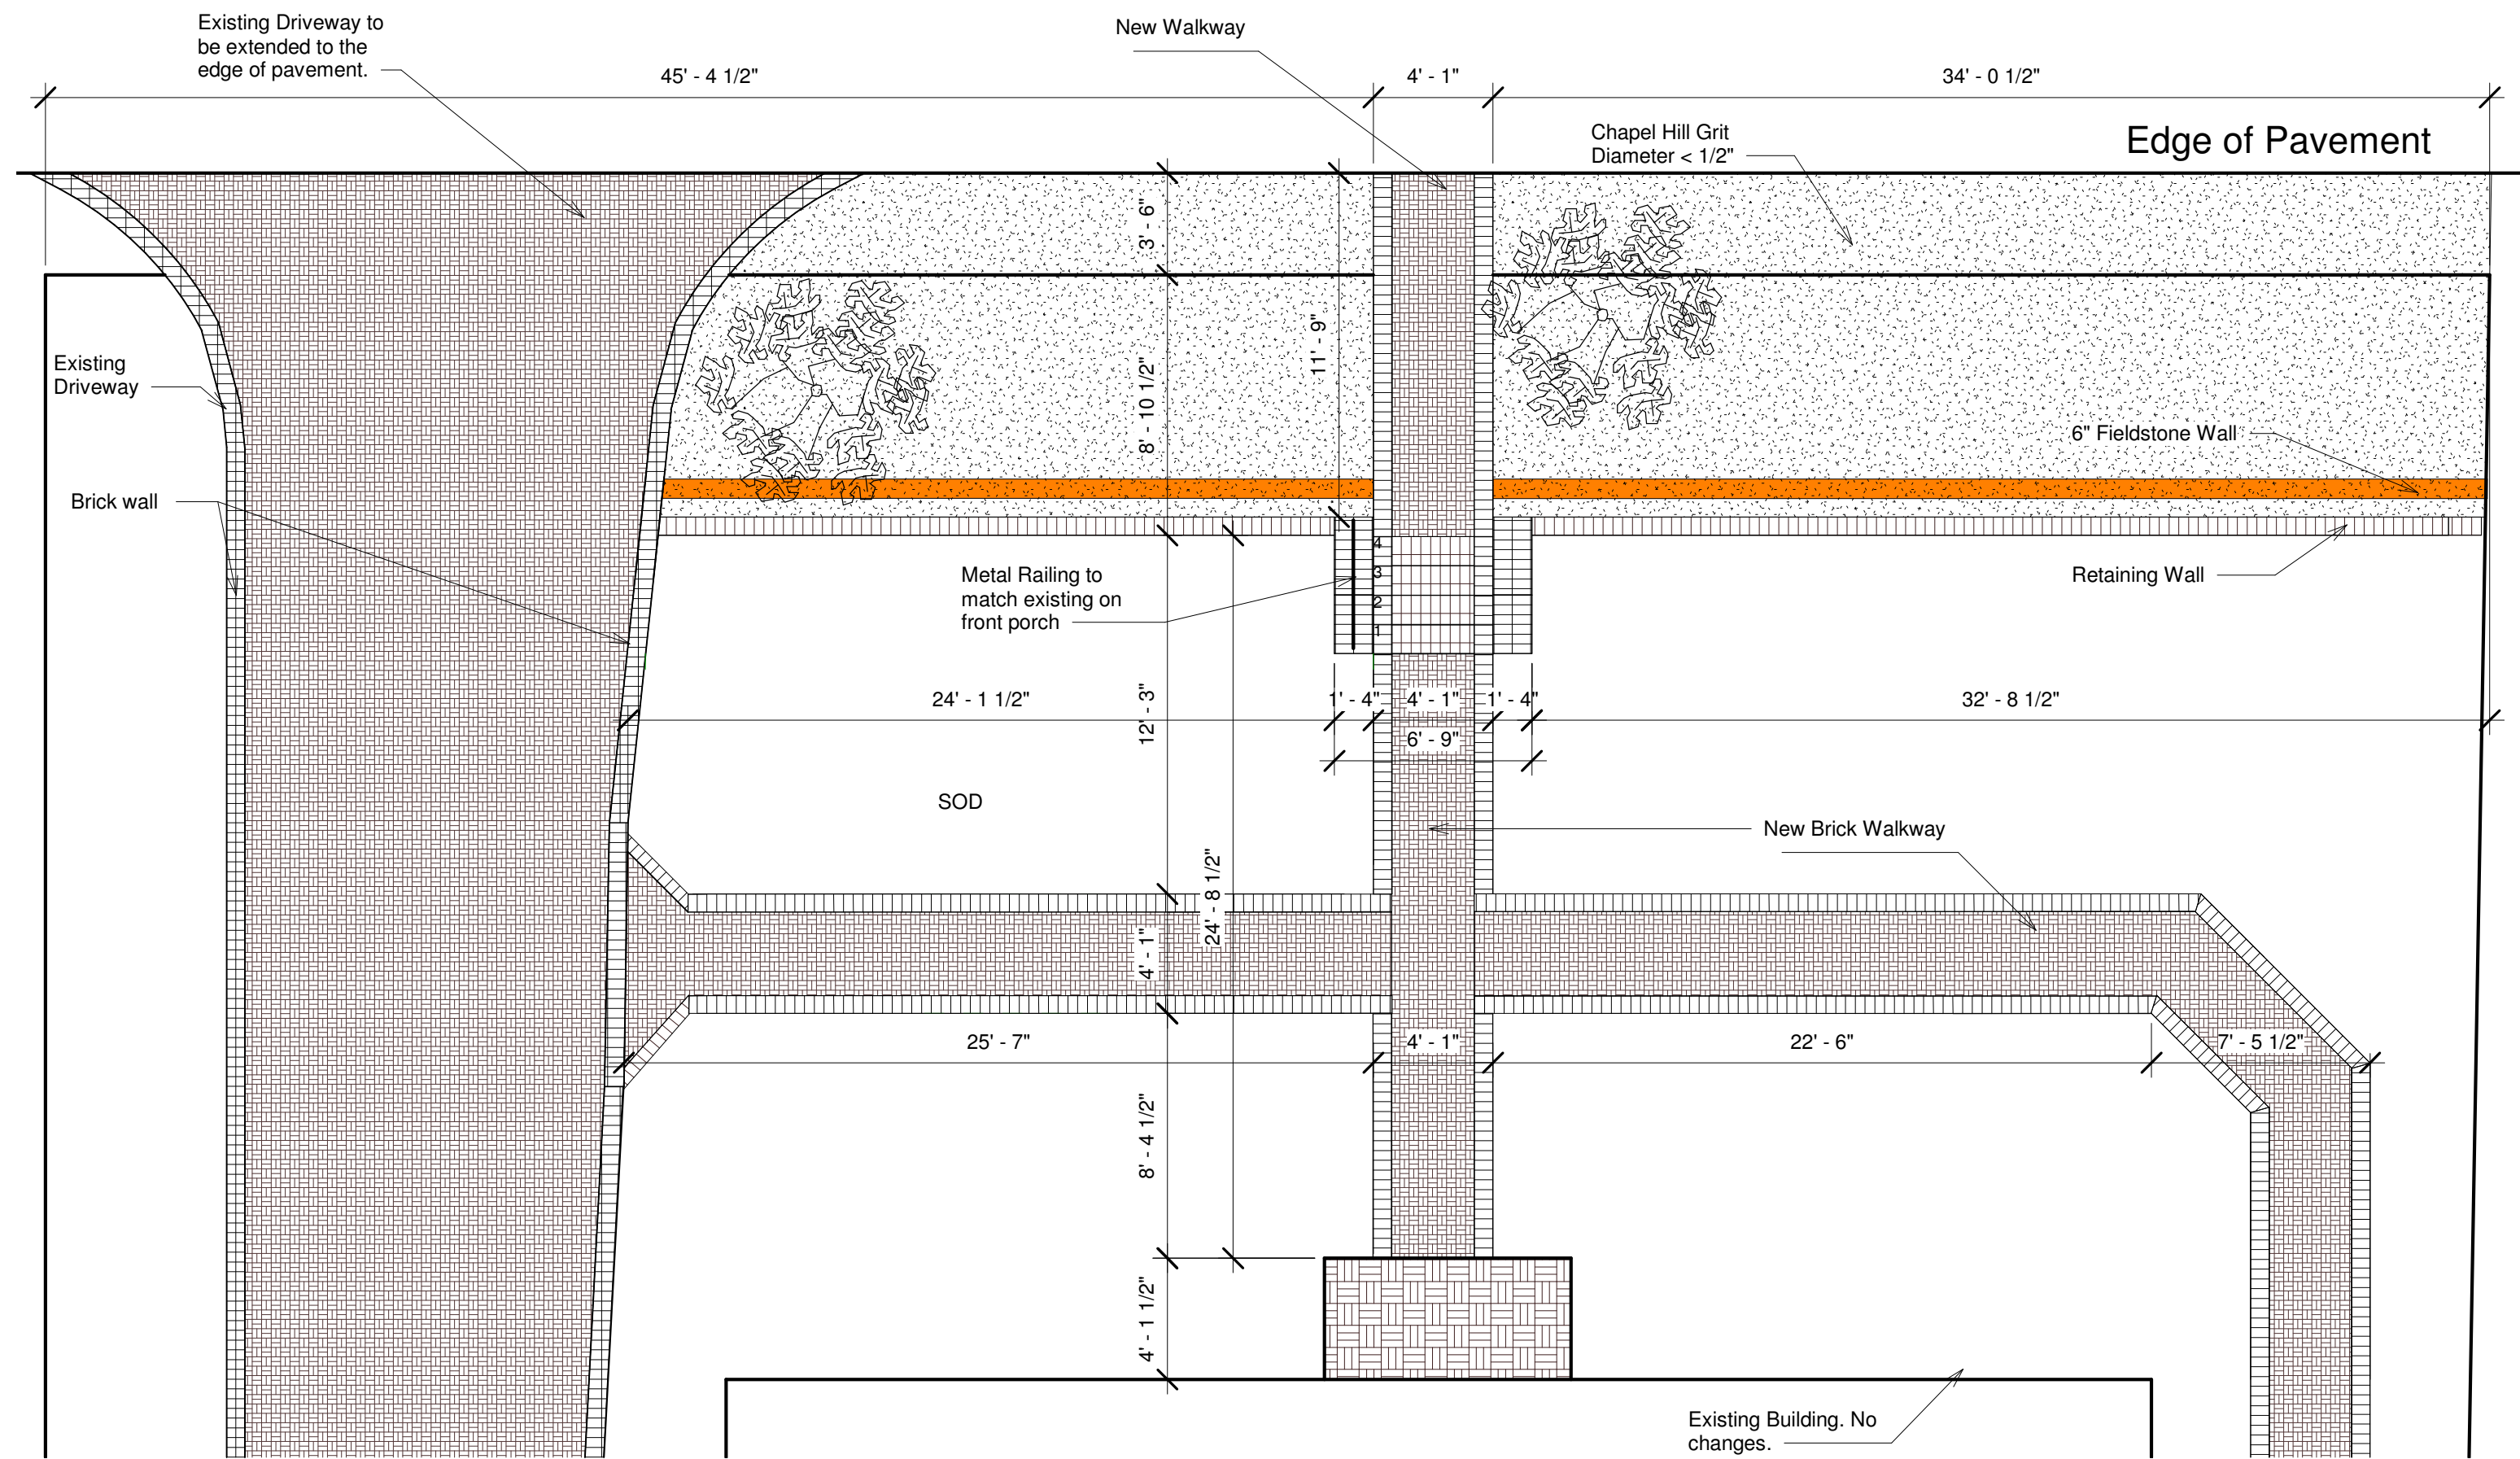 Existing Driveway to
be extended to the
edge of pavement.
New Walkway
45' - 4 1/2"
4' - 1"
34' - 0 1/2"
Chapel Hill Grit
Diameter < 1/2"
Edge of Pavement
3' - 6"
11' - 9"
8' - 10 1/2"
Existing
Driveway
6" Fieldstone Wall
Brick wall
4
3
2
1
Metal Railing to
match existing on
front porch
Retaining Wall
24' - 1 1/2"
1' - 4"
4' - 1"
1' - 4"
32' - 8 1/2"
12' - 3"
6' - 9"
SOD
New Brick Walkway
24' - 8 1/2"
4' - 1"
25' - 7"
4' - 1"
22' - 6"
7' - 5 1/2"
8' - 4 1/2"
4' - 1 1/2"
Existing Building. No
changes.